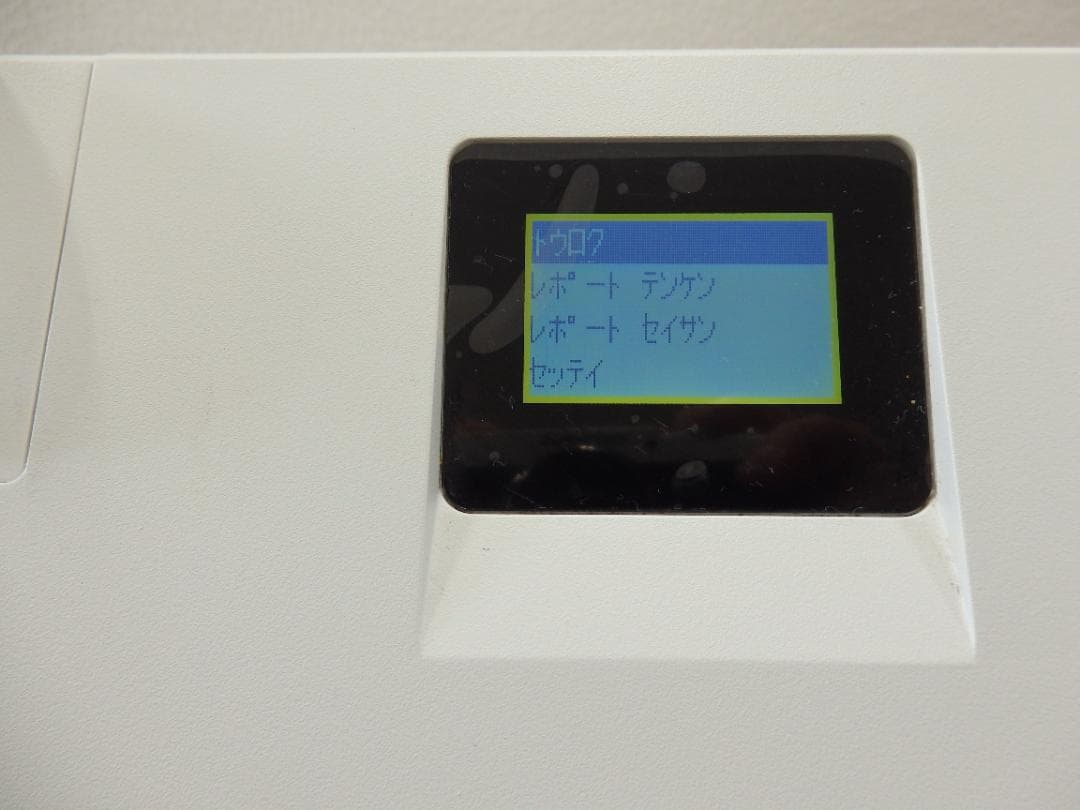 トウロク
レポート テンケン
レポート セイサン
セッテイ